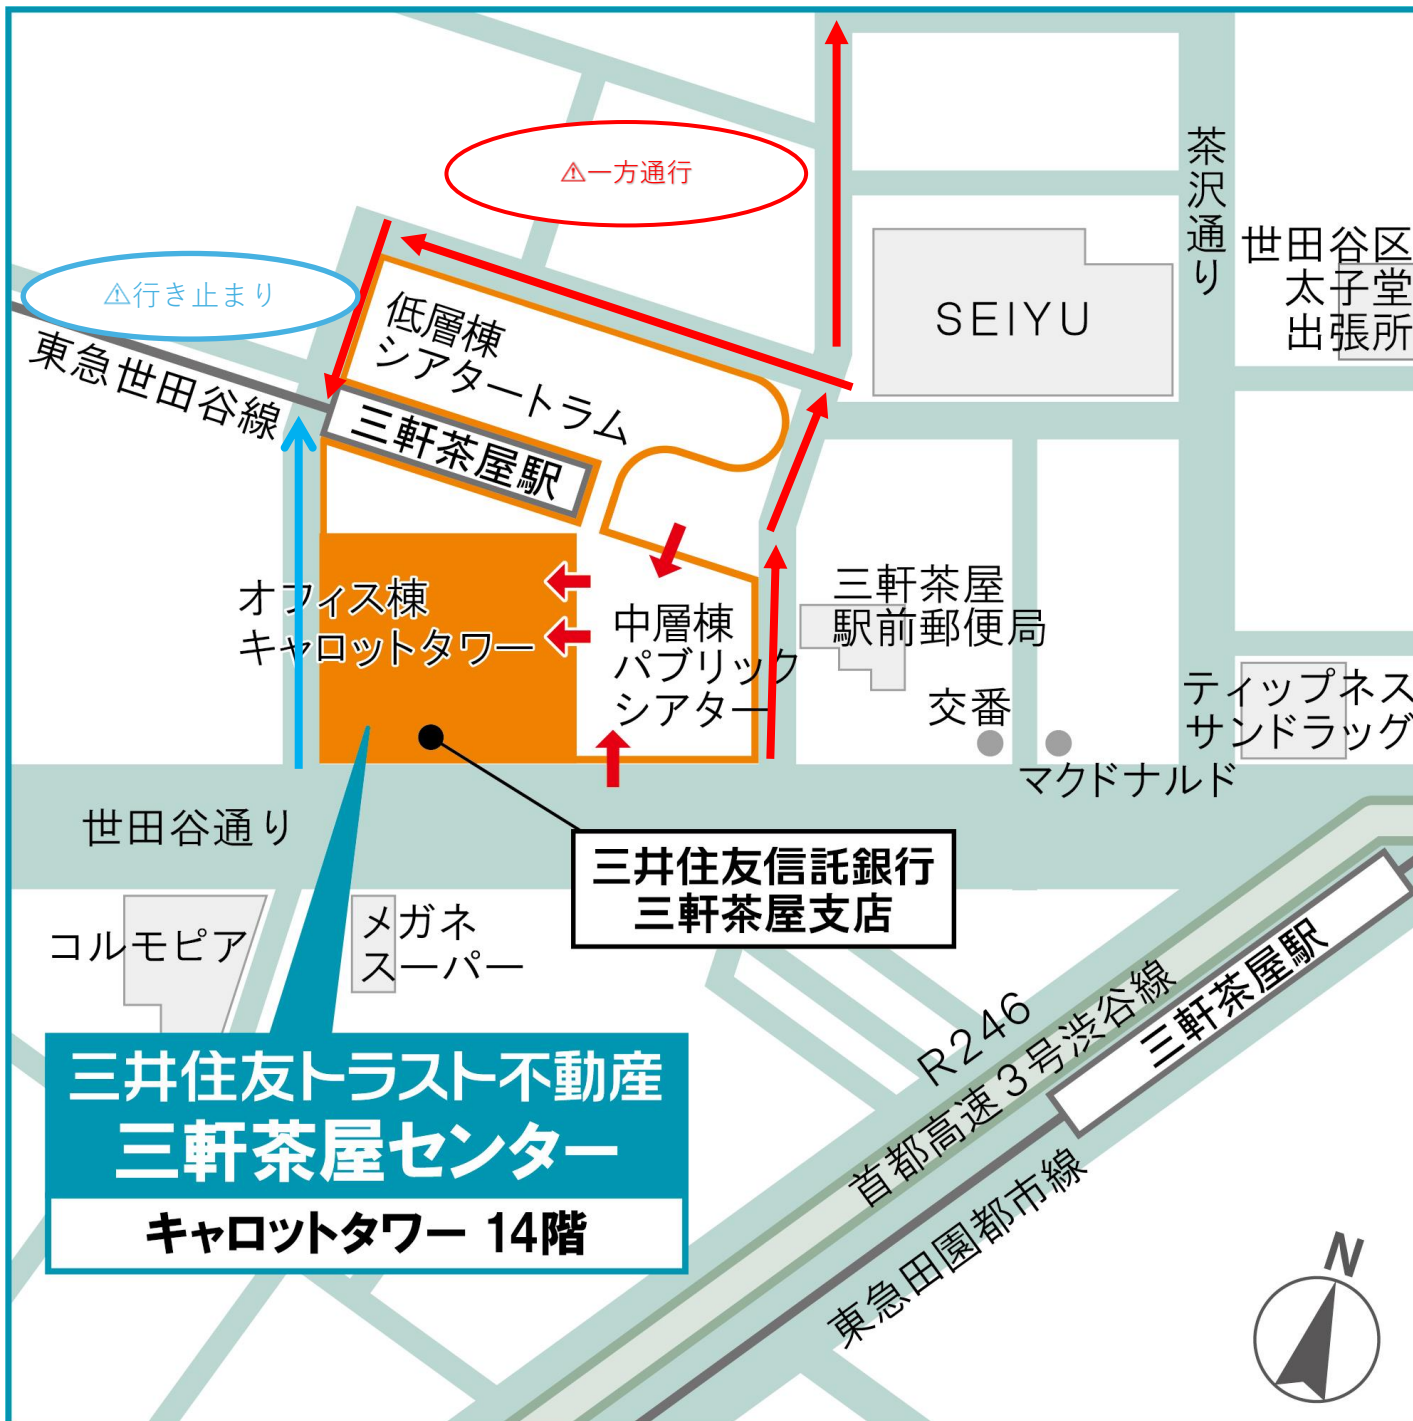 ⚠一方通行
茶沢通り
世田谷区
太子堂
出張所
⚠行き止まり
SEIYU
低層棟
シアタートラム
東急世田谷線
三軒茶屋駅
オフィス棟
キャロットタワー
中層棟
パブリック
シアター
三軒茶屋
駅前郵便局
交番
マクドナルド
ティップネス
サンドラッグ
世田谷通り
三井住友信託銀行
三軒茶屋支店
コルモピア
メガネ
スーパー
R246
首都高速3号渋谷線
三軒茶屋駅
東急田園都市線
三井住友トラスト不動産
三軒茶屋センター
キャロットタワー 14階
N